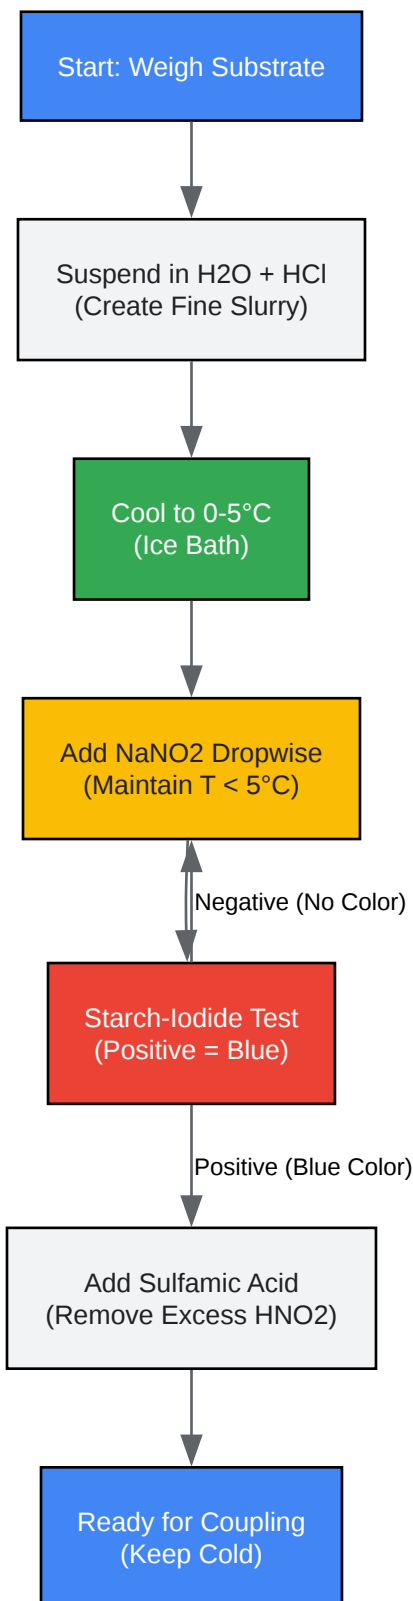 Start: Weigh Substrate
Suspend in H2O + HCl
(Create Fine Slurry)
Cool to 0-5°C
(Ice Bath)
Add NaNO2 Dropwise
(Maintain T < 5°C)
Negative (No Color)
Starch-Iodide Test
(Positive = Blue)
Positive (Blue Color)
Add Sulfamic Acid
(Remove Excess HNO2)
Ready for Coupling
(Keep Cold)